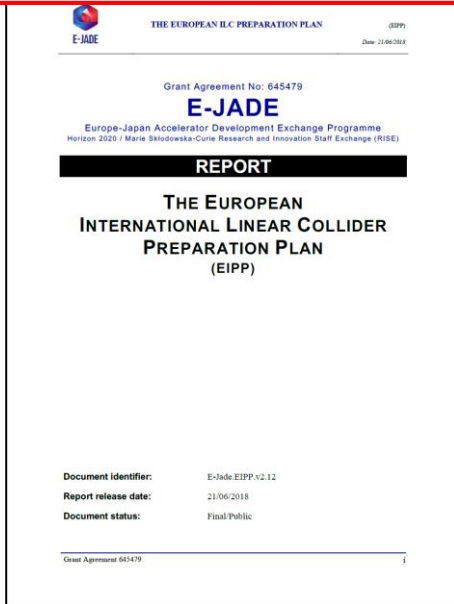 E-JADE
THE EUROPEAN ILC PREPARATION PLAN
(EIPP)
Date: 21/06/2018
Grant Agreement No: 645479
E-JADE
Europe-Japan Accelerator Development Exchange Programme
Horizon 2020 / Marie Skłodowska-Curie Research and Innovation Staff Exchange (RISE)
REPORT
THE EUROPEAN
INTERNATIONAL LINEAR COLLIDER
PREPARATION PLAN
(EIPP)
Document identifier: E-Jade.EIPP.v2.12
Report release date: 21/06/2018
Document status: Final/Public
Grant Agreement 645479 i